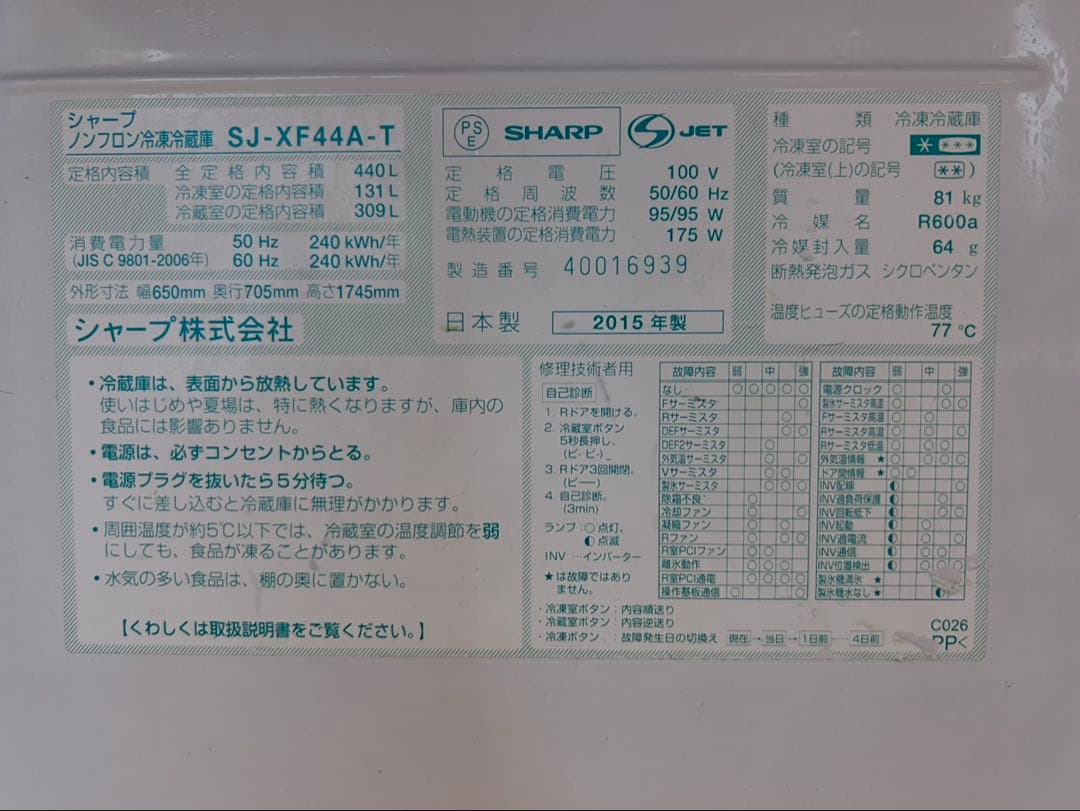 シャープ
ノンフロン冷凍冷蔵庫 SJ-XF44A-T
定格内容積 全定格内容積 440 L
冷凍室の定格内容積 131 L
冷蔵室の定格内容積 309 L
消費電力量 50 Hz 240 kWh/年
(JIS C 9801-2006年) 60 Hz 240 kWh/年
外形寸法 幅650mm 奥行705mm 高さ1745mm
シャープ株式会社
PSE SHARP S JET
定格電圧 100 V
定格周波数 50/60 Hz
電動機の定格消費電力 95/95 W
電熱装置の定格消費電力 175 W
製造番号 40016939
日本製 2015年製
種類 冷凍冷蔵庫
冷凍室の記号 * ***
(冷凍室(上)の記号 ** )
質量 81 kg
冷媒名 R600a
冷媒封入量 64 g
断熱発泡ガス シクロペンタン
温度ヒューズの定格動作温度
77 ℃
・冷蔵庫は、表面から放熱しています。
使いはじめや夏場は、特に熱くなりますが、庫内の
食品には影響ありません。
・電源は、必ずコンセントからとる。
・電源プラグを抜いたら5分待つ。
すぐに差し込むと冷蔵庫に無理がかかります。
・周囲温度が約5℃以下では、冷蔵室の温度調節を弱
にしても、食品が凍ることがあります。
・水気の多い食品は、棚の奥に置かない。
【くわしくは取扱説明書をご覧ください。】
修理技術者用
自己診断
1. Rドアを開ける。
2. 冷蔵室ボタン
5秒長押し。
(ピ・ピ-)
3. Rドア3回開閉。
(ピー)
4. 自己診断。
(3min)
ランプ:○点灯、
◐点滅
INV …インバーター
★は故障ではあり
ません。
故障内容 弱 中 強
なし ○ ○ ○ ○ ○
Fサーミスタ
Rサーミスタ
DEFサーミスタ
DEF2サーミスタ
外気温サーミスタ
Vサーミスタ
製氷サーミスタ
除霜不良
冷却ファン
凝縮ファン
Rファン
R室PCIファン
離氷動作
R室PCI通電
操作基板通信
故障内容 弱 中 強
電源クロック
製氷サーミスタ高温
Fサーミスタ高温
Rサーミスタ高温
Rサーミスタ低温
外気温情報 ★
ドア開情報 ★
INV配線
INV過負荷保護
INV回転低下
INV起動
INV過電流
INV通信
INV位置検出
製氷機満氷 ★
製氷機水なし ★
・冷凍室ボタン:内容順送り
・冷蔵室ボタン:内容逆送り
・冷凍ボタン:故障発生日の切換え 現在→当日→1日前……4日前
C026
PP<